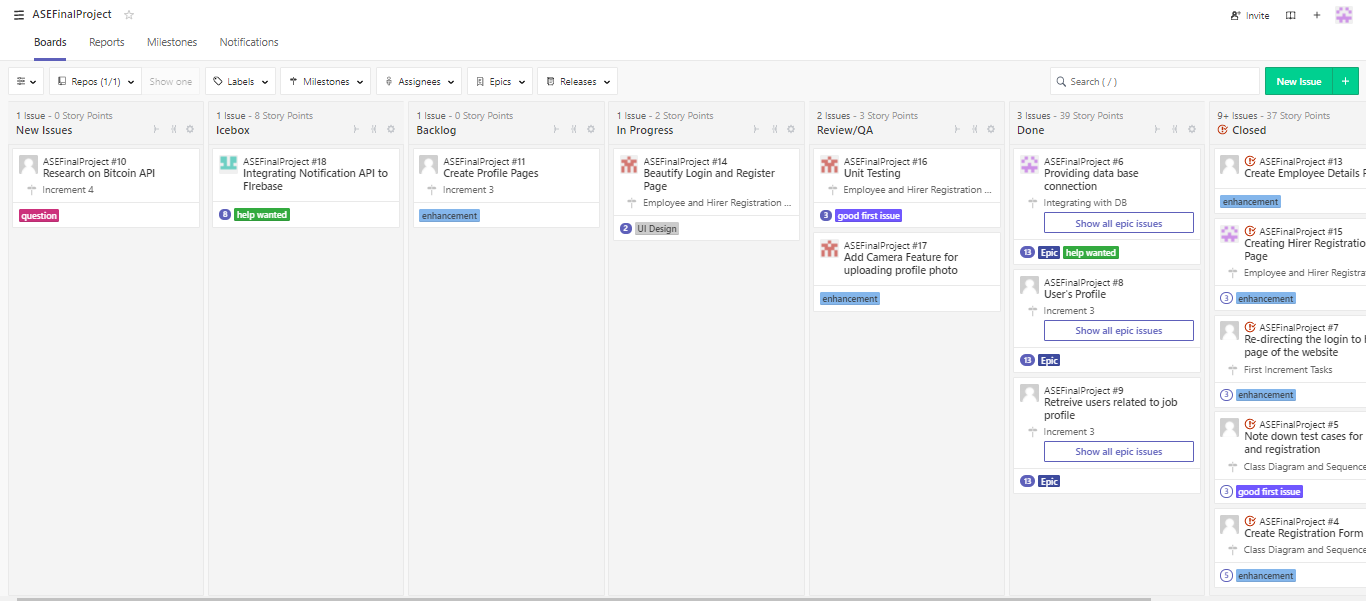 ASEFinalProject
Invite
Boards
Reports
Milestones
Notifications
Repos (1/1)
Show one
Labels
Milestones
Assignees
Epics
Releases
Search ( / )
New Issue
+
1 Issue - 0 Story Points
New Issues
ASEFinalProject #10
Research on Bitcoin API
Increment 4
question
1 Issue - 8 Story Points
Icebox
ASEFinalProject #18
Integrating Notification API to
FIrebase
8 help wanted
1 Issue - 0 Story Points
Backlog
ASEFinalProject #11
Create Profile Pages
Increment 3
enhancement
1 Issue - 2 Story Points
In Progress
ASEFinalProject #14
Beautify Login and Register
Page
Employee and Hirer Registration ...
2 UI Design
2 Issues - 3 Story Points
Review/QA
ASEFinalProject #16
Unit Testing
Employee and Hirer Registration ...
3 good first issue
ASEFinalProject #17
Add Camera Feature for
uploading profile photo
enhancement
3 Issues - 39 Story Points
Done
ASEFinalProject #6
Providing data base
connection
Integrating with DB
Show all epic issues
13 Epic help wanted
ASEFinalProject #8
User's Profile
Increment 3
Show all epic issues
13 Epic
ASEFinalProject #9
Retreive users related to job
profile
Increment 3
Show all epic issues
13 Epic
9+ Issues - 37 Story Points
Closed
ASEFinalProject #13
Create Employee Details
enhancement
ASEFinalProject #15
Creating Hirer Registratio
Page
Employee and Hirer Registra
3 enhancement
ASEFinalProject #7
Re-directing the login to
page of the website
First Increment Tasks
3 enhancement
ASEFinalProject #5
Note down test cases for
and registration
Class Diagram and Sequence
3 good first issue
ASEFinalProject #4
Create Registration Form
Class Diagram and Sequence
5 enhancement